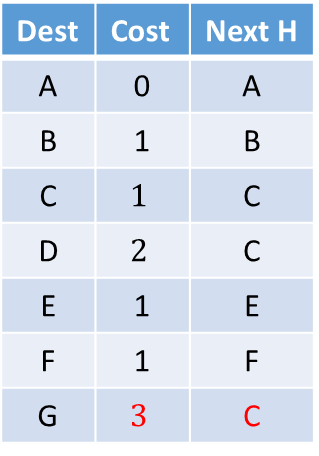 Dest Cost Next H
A 0 A
B 1 B
C 1 C
D 2 C
E 1 E
F 1 F
G 3 C